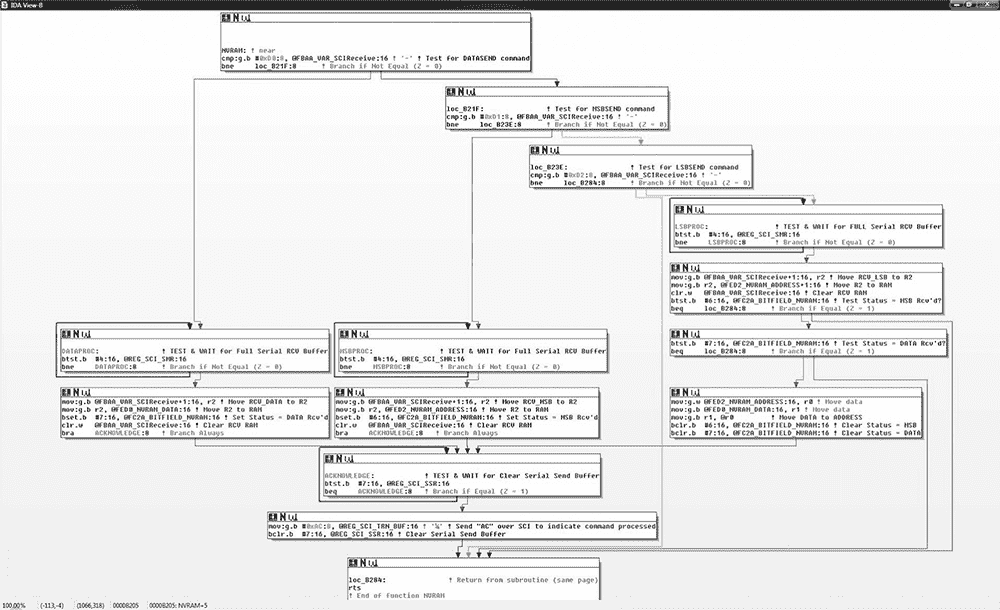 IDA View-B
NVRAM: ! near
cmp:g.b #0xD0:8, @FBAA_VAR_SCIReceive:16 ! '-' ! Test for DATASEND command
bne loc_B21F:8 ! Branch if Not Equal (Z = 0)
loc_B21F: ! Test for MSBSEND command
cmp:g.b #0xD1:8, @FBAA_VAR_SCIReceive:16 ! '-'
bne loc_B23E:8 ! Branch if Not Equal (Z = 0)
loc_B23E: ! Test for LSBSEND command
cmp:g.b #0xD2:8, @FBAA_VAR_SCIReceive:16 ! '-'
bne loc_B284:8 ! Branch if Not Equal (Z = 0)
LSBPROC: ! TEST & WAIT for FULL Serial RCV Buffer
btst.b #4:16, @REG_SCI_SMR:16
bne LSBPROC:8 ! Branch if Not Equal (Z = 0)
mov:g.b @FBAA_VAR_SCIReceive+1:16, r2 ! Move RCV_LSB to R2
mov:g.b r2, @FED2_NVRAM_ADDRESS+1:16 ! Move R2 to RAM
clr.w @FBAA_VAR_SCIReceive:16 ! Clear RCV RAM
btst.b #6:16, @FC2A_BITFIELD_NVRAM:16 ! Test Status = MSB Rcv'd?
beq loc_B284:8 ! Branch if Equal (Z = 1)
btst.b #7:16, @FC2A_BITFIELD_NVRAM:16 ! Test Status = DATA Rcv'd?
beq loc_B284:8 ! Branch if Equal (Z = 1)
DATAPROC: ! TEST & WAIT for Full Serial RCV Buffer
btst.b #4:16, @REG_SCI_SMR:16
bne DATAPROC:8 ! Branch if Not Equal (Z = 0)
MSBPROC: ! TEST & WAIT for Full Serial RCV Buffer
btst.b #4:16, @REG_SCI_SMR:16
bne MSBPROC:8 ! Branch if Not Equal (Z = 0)
mov:g.b @FBAA_VAR_SCIReceive+1:16, r2 ! Move RCV_DATA to R2
mov:g.b r2, @FED0_NVRAM_DATA:16 ! Move R2 to RAM
bset.b #7:16, @FC2A_BITFIELD_NVRAM:16 ! Set Status = DATA Rcv'd
clr.w @FBAA_VAR_SCIReceive:16 ! Clear RCV RAM
bra ACKNOWLEDGE:8 ! Branch Always
mov:g.b @FBAA_VAR_SCIReceive+1:16, r2 ! Move RCV_MSB to R2
mov:g.b r2, @FED2_NVRAM_ADDRESS:16 ! Move R2 to RAM
bset.b #6:16, @FC2A_BITFIELD_NVRAM:16 ! Set Status = MSB Rcv'd
clr.w @FBAA_VAR_SCIReceive:16 ! Clear RCV RAM
bra ACKNOWLEDGE:8 ! Branch Always
mov:g.w @FED2_NVRAM_ADDRESS:16, r0 ! Move data
mov:g.b @FED0_NVRAM_DATA:16, r1 ! Move data
mov:g.b r1, @r0 ! Move DATA to ADDRESS
bclr.b #6:16, @FC2A_BITFIELD_NVRAM:16 ! Clear Status = MSB
bclr.b #7:16, @FC2A_BITFIELD_NVRAM:16 ! Clear Status = DATA
ACKNOWLEDGE: ! TEST & WAIT for Clear Serial Send Buffer
btst.b #7:16, @REG_SCI_SSR:16
beq ACKNOWLEDGE:8 ! Branch if Equal (Z = 1)
mov:g.b #0xAC:8, @REG_SCI_TRN_BUF:16 ! '¼' ! Send "AC" over SCI to indicate command processed
bclr.b #7:16, @REG_SCI_SSR:16 ! Clear Serial Send Buffer
loc_B284: ! Return from subroutine (same page)
rts
! End of function NVRAM
100.00% (-113,-4) (1066,318) 0000B205 0000B205: NVRAM+5